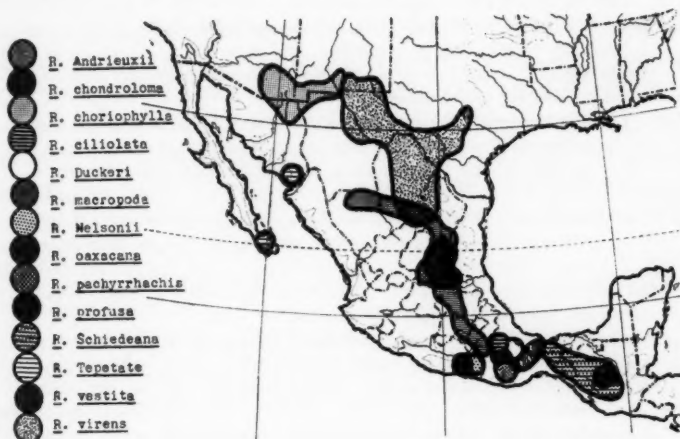 R. Andrieuxii
R. chondroloma
R. choriophylla
R. ciliolata
R. Duckeri
R. macropoda
R. Nelsonii
R. oaxacana
R. pachyrrhachis
R. profusa
R. Schiedeana
R. Tepetate
R. vestita
R. virens